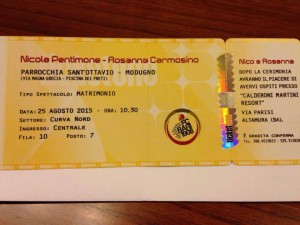 Nicola Pentimone - Rosanna Carmosino
PARROCCHIA SANT'OTTAVIO - MODUGNO
(VIA MAGNA GRECIA - PISCINA DEI PRETI)
TIPO SPETTACOLO: MATRIMONIO
DATA: 25 AGOSTO 2015 - ORE: 10.30
SETTORE: CURVA NORD
INGRESSO: CENTRALE
FILA: 10 POSTO: 7
ticket
Nico e Rosanna
DOPO LA CERIMONIA
AVRANNO IL PIACERE DI
AVERVI OSPITI PRESSO
"CALDERONI MARTINI
RESORT"
VIA PARISI
ALTAMURA (BA).
È GRADITA CONFERMA